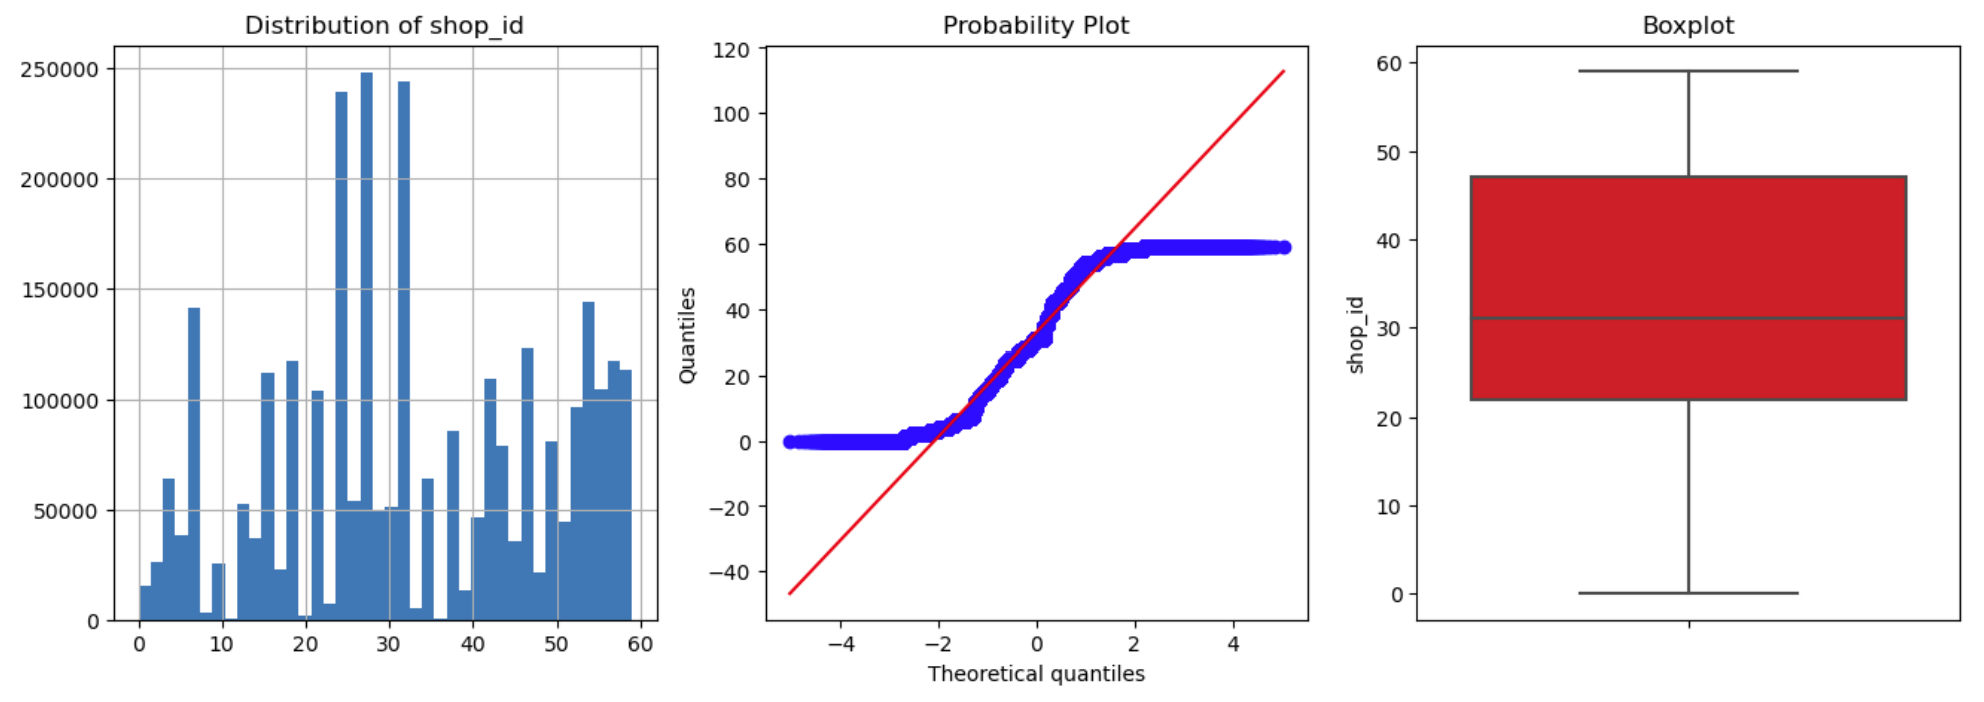 Distribution of shop_id
250000
200000
150000
100000
50000
0
0 10 20 30 40 50 60
Probability Plot
Quantiles
120
100
80
60
40
20
0
−20
−40
−4 −2 0 2 4
Theoretical quantiles
Boxplot
shop_id
60
50
40
30
20
10
0